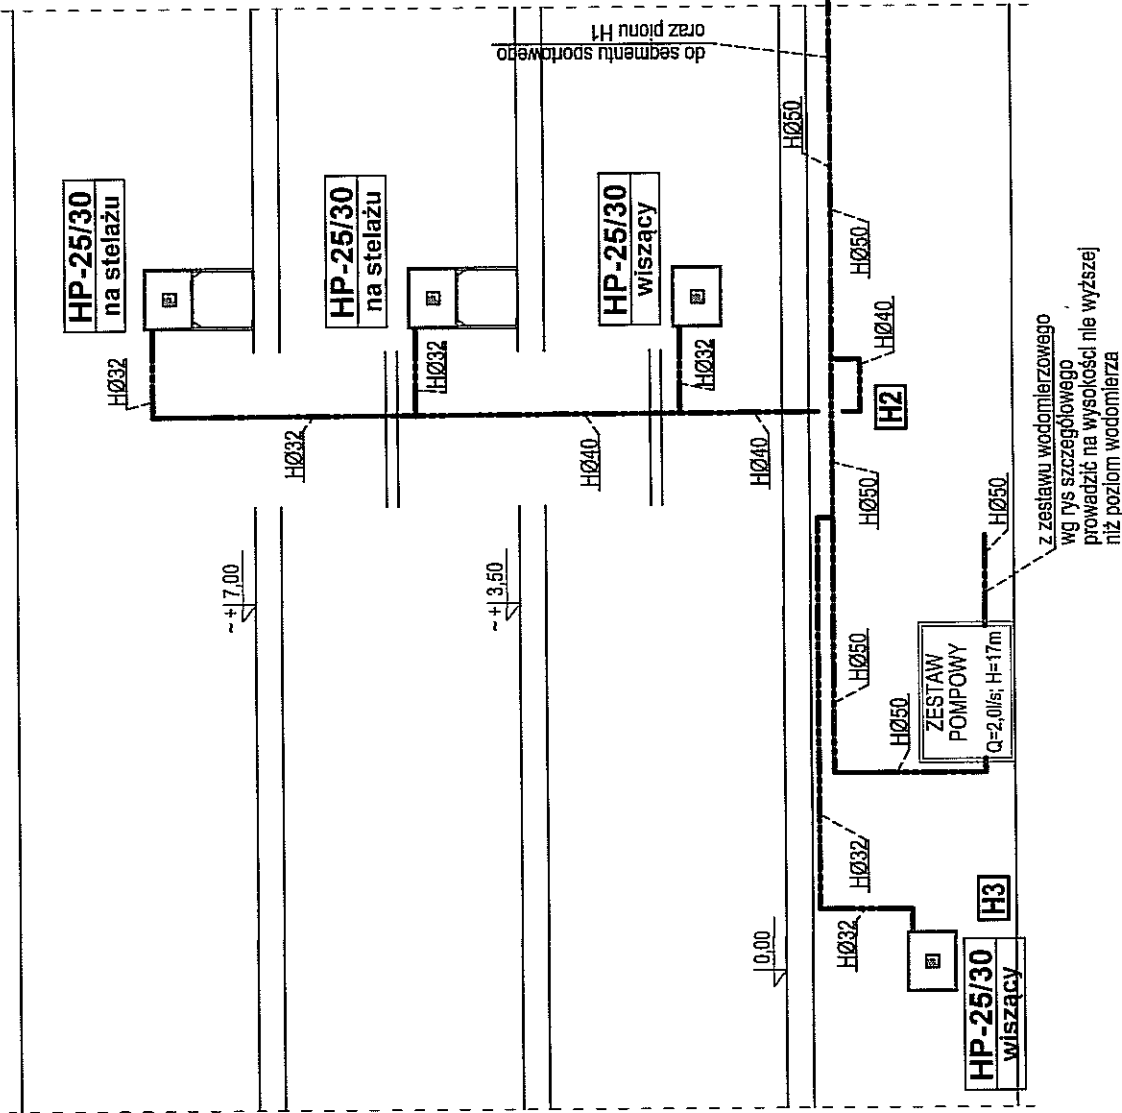 do segmentu sportowego
oraz pionu H1
HP-25/30
na stelażu
HØ32
HØ32
~ + 7,00
HP-25/30
na stelażu
HØ32
HØ40
~ + 3,50
HP-25/30
wiszący
HØ32
HØ40
0,00
HØ50
HØ50
HØ40
H2
HØ50
HØ50
HØ50
HØ50
ZESTAW
POMPOWY
Q=2,0l/s; H=17m
z zestawu wodomierzowego
wg rys szczegółowego
prowadzić na wysokości nie wyższej
niż poziom wodomierza
HØ32
HØ32
H3
HP-25/30
wiszący